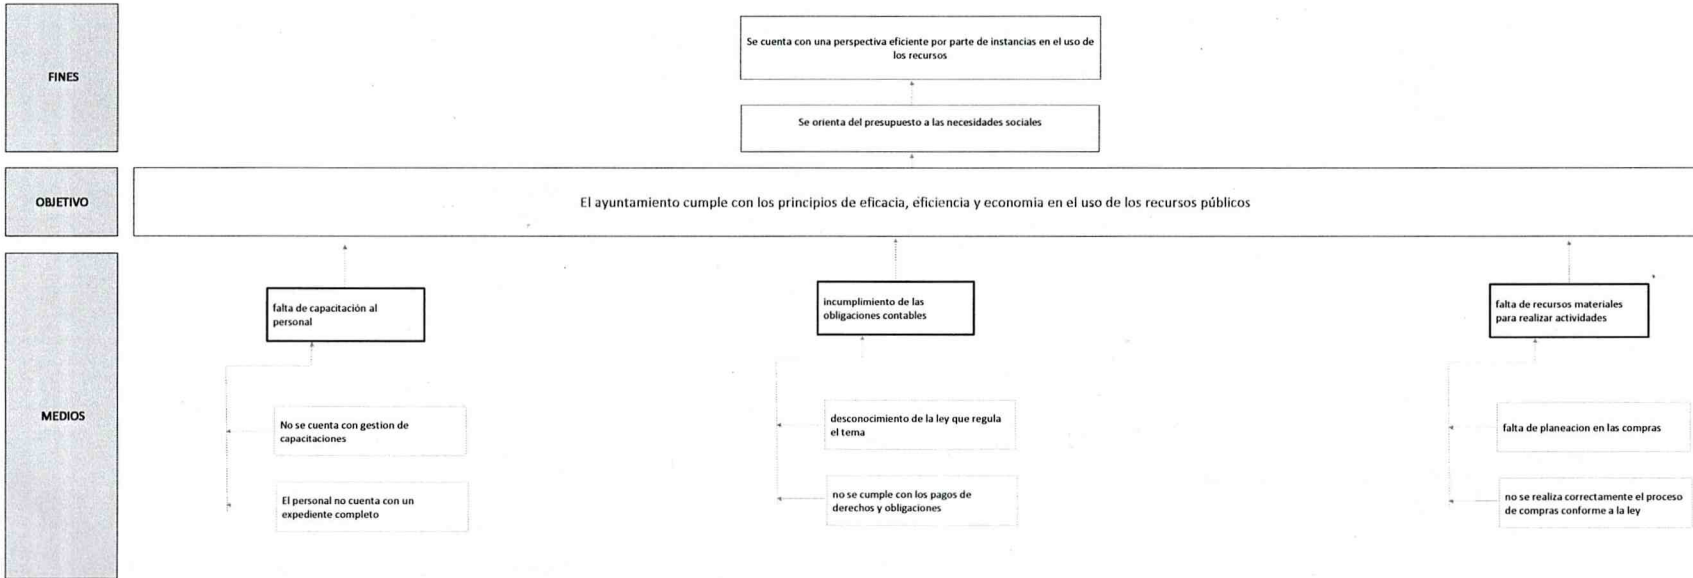 FINES
Se cuenta con una perspectiva eficiente por parte de instancias en el uso de
los recursos
Se orienta del presupuesto a las necesidades sociales
OBJETIVO
El ayuntamiento cumple con los principios de eficacia, eficiencia y economia en el uso de los recursos públicos
MEDIOS
falta de capacitación al
personal
No se cuenta con gestion de
capacitaciones
El personal no cuenta con un
expediente completo
incumplimiento de las
obligaciones contables
desconocimiento de la ley que regula
el tema
no se cumple con los pagos de
derechos y obligaciones
falta de recursos materiales
para realizar actividades
falta de planeacion en las compras
no se realiza correctamente el proceso
de compras conforme a la ley